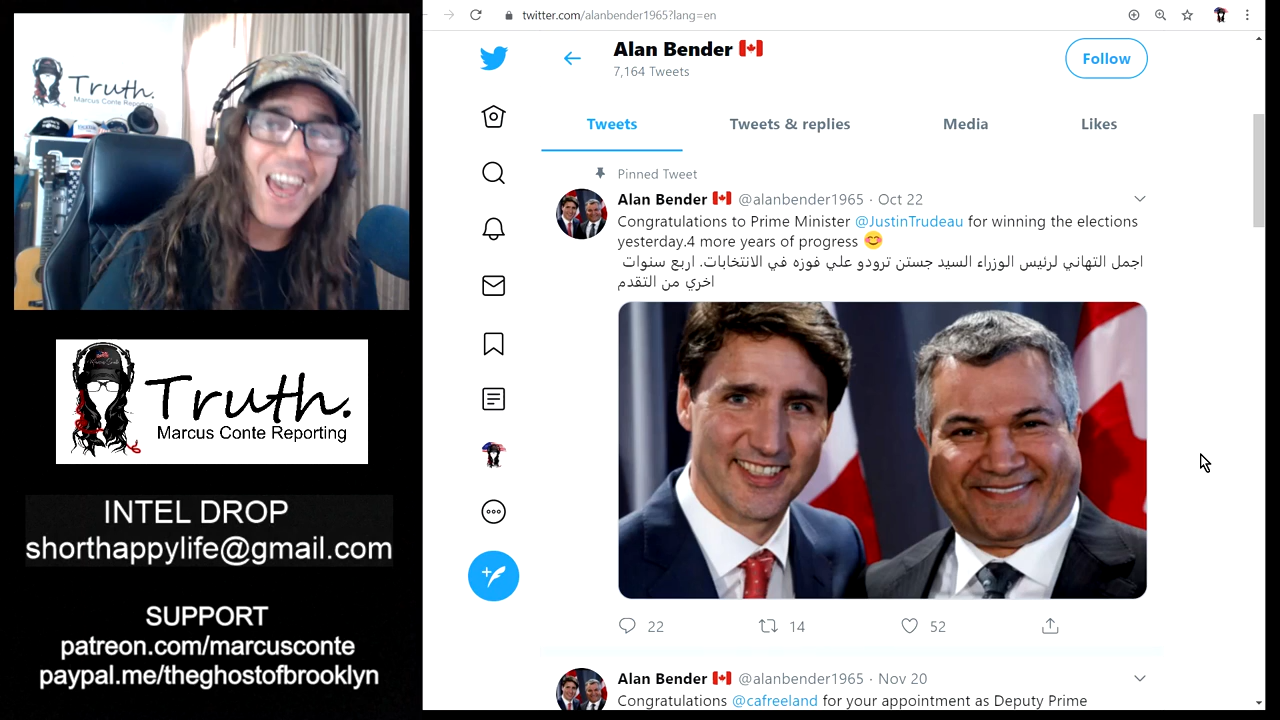 Truth.
Marcus Conte Reporting
Truth.
Marcus Conte Reporting
INTEL DROP
shorthappylife@gmail.com
SUPPORT
patreon.com/marcusconte
paypal.me/theghostofbrooklyn
twitter.com/alanbender1965?lang=en
Alan Bender 🇨🇦
7,164 Tweets
Follow
Tweets
Tweets & replies
Media
Likes
Pinned Tweet
Alan Bender 🇨🇦 @alanbender1965 · Oct 22
Congratulations to Prime Minister @JustinTrudeau for winning the elections
yesterday.4 more years of progress 😊
اجمل التهاني لرئيس الوزراء السيد جستن ترودو علي فوزه في الانتخابات. اربع سنوات
اخري من التقدم
22
14
52
Alan Bender 🇨🇦 @alanbender1965 · Nov 20
Congratulations @cafreeland for your appointment as Deputy Prime